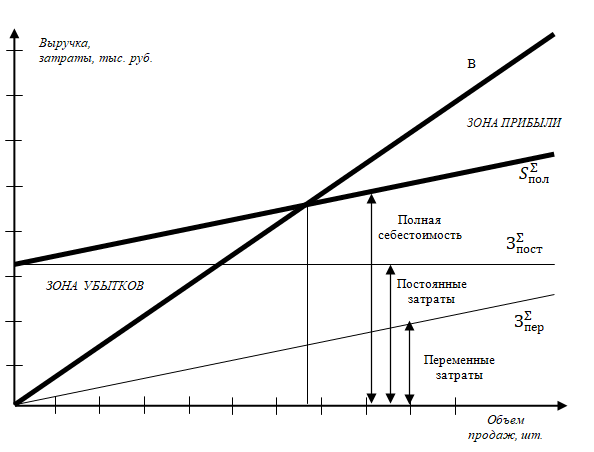 Выручка,
затраты, тыс. руб.
В
ЗОНА ПРИБЫЛИ
S^Σ_пол
Полная
себестоимость
З^Σ_пост
ЗОНА УБЫТКОВ
Постоянные
затраты
З^Σ_пер
Переменные
затраты
Объем
продаж, шт.